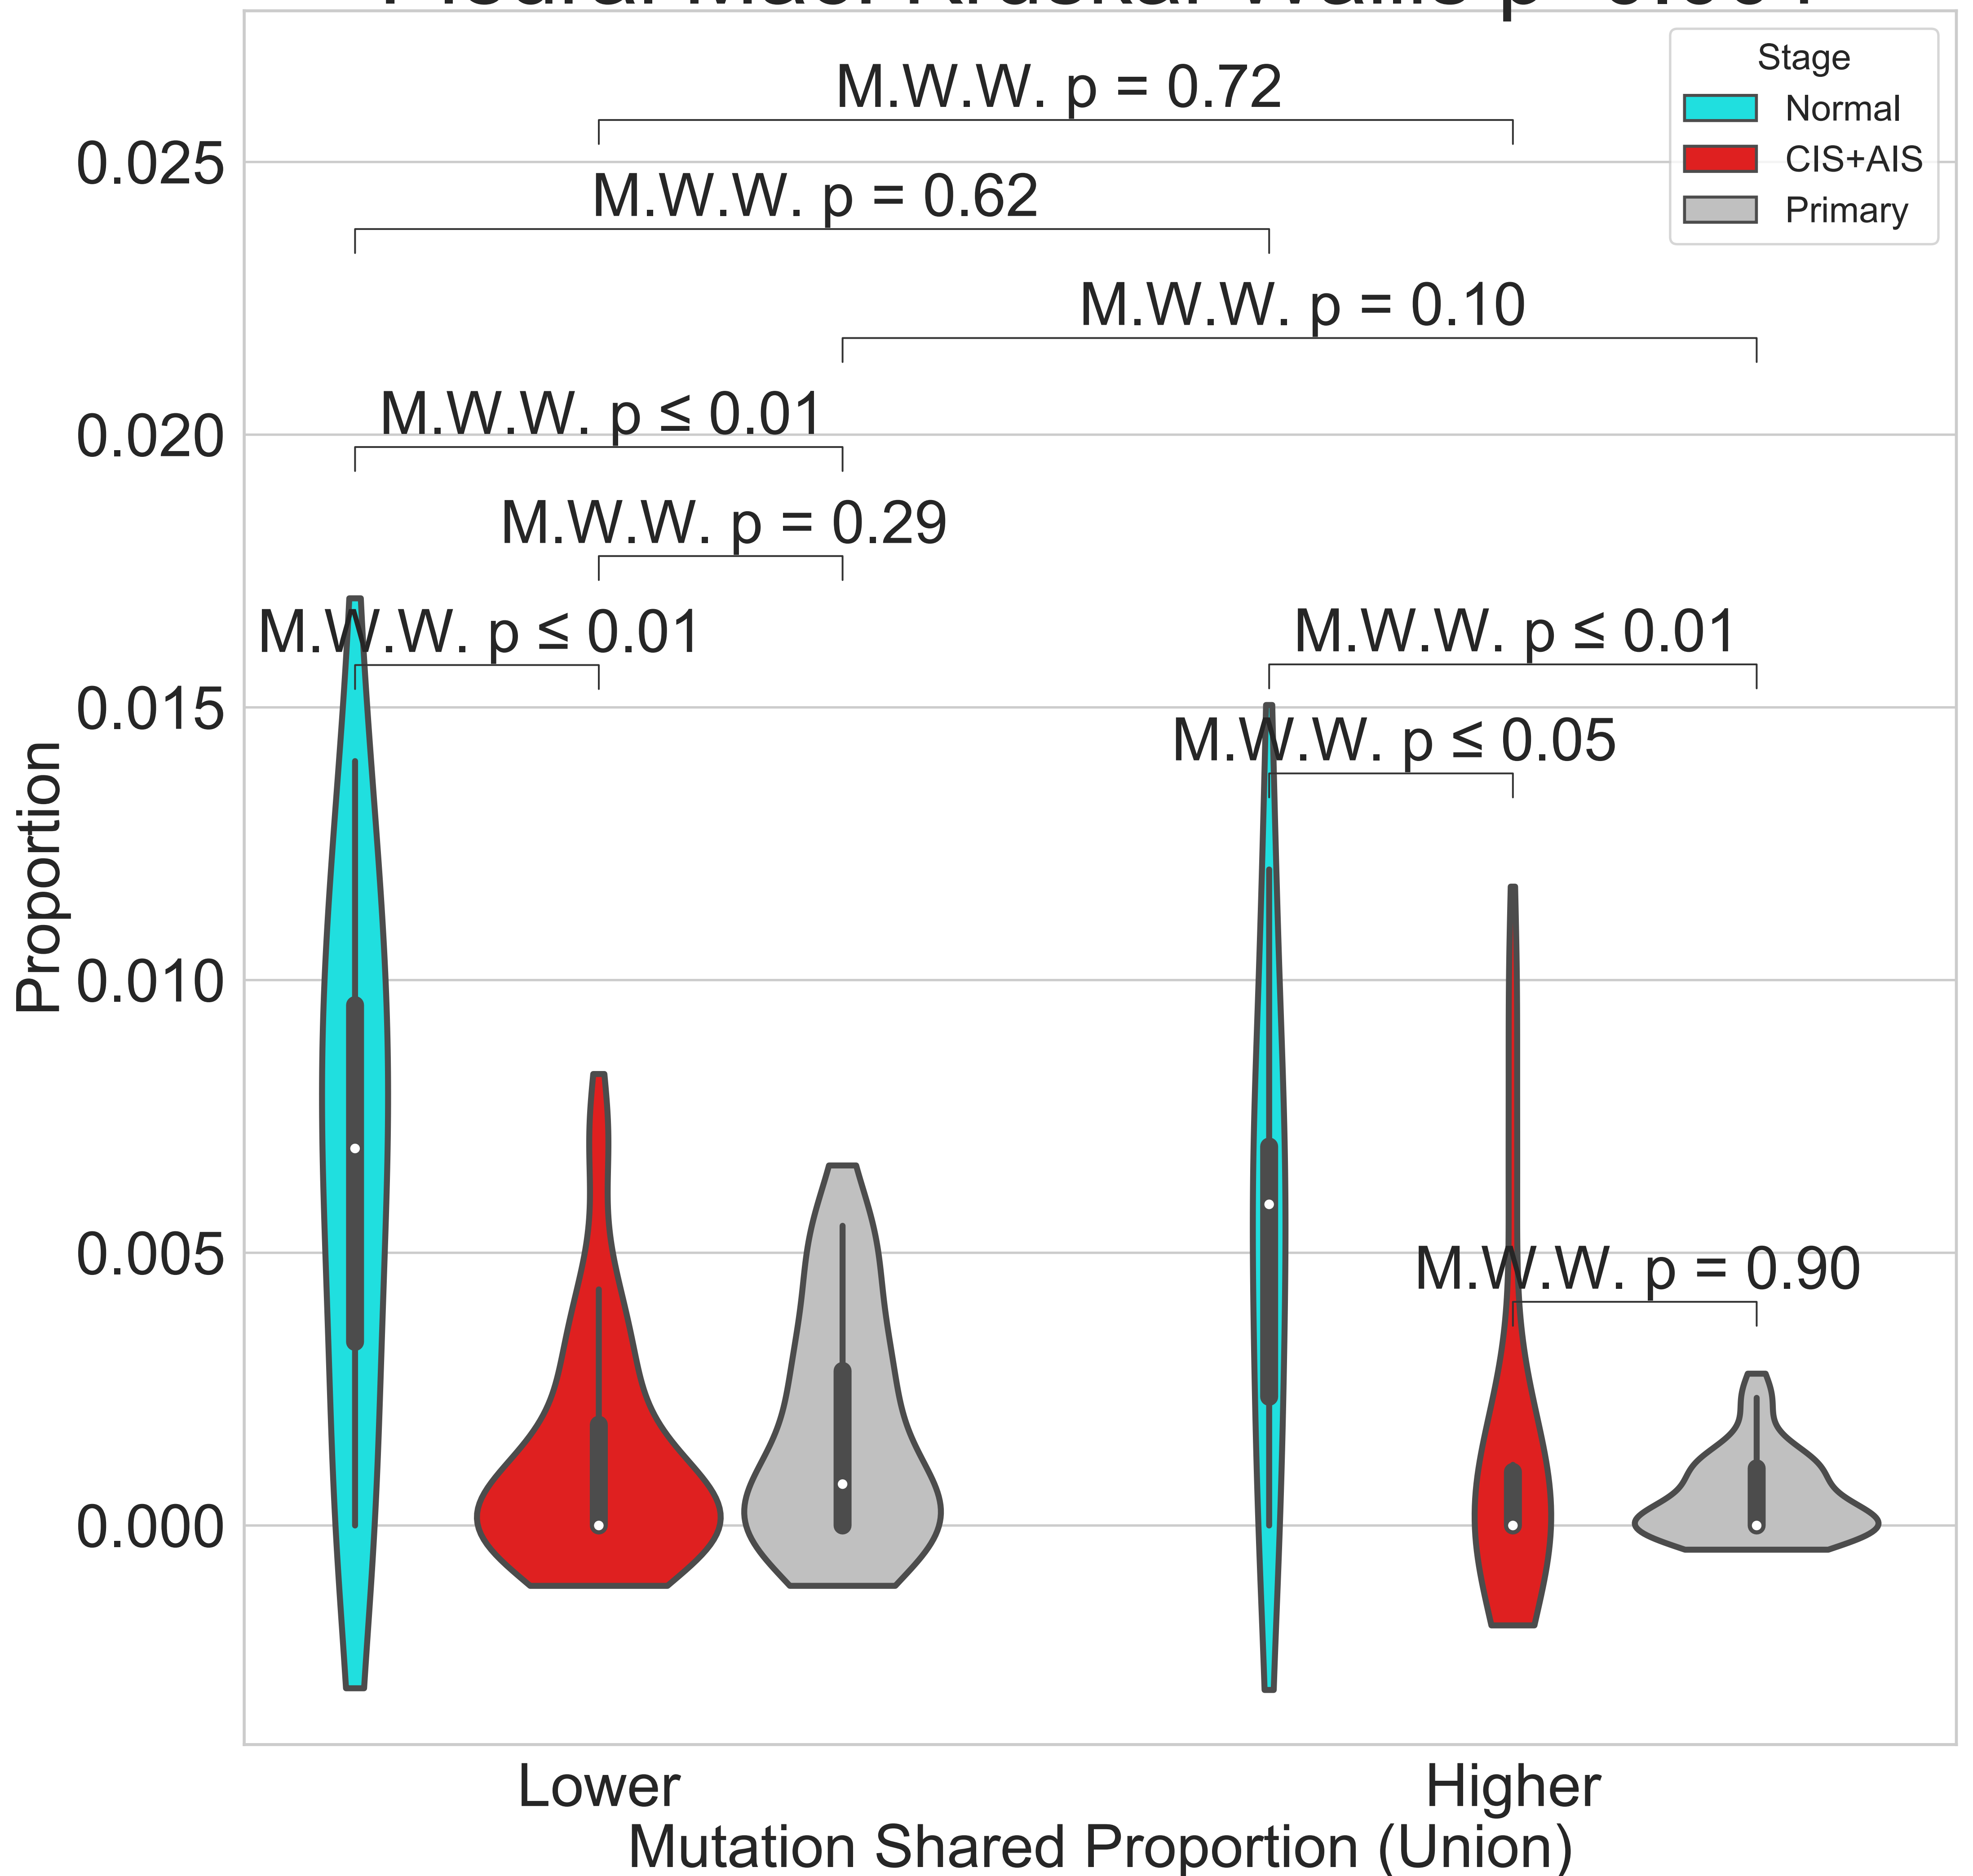 Stage
Normal
CIS+AIS
Primary
M.W.W. p = 0.72
M.W.W. p = 0.62
M.W.W. p = 0.10
M.W.W. p ≤ 0.01
M.W.W. p = 0.29
M.W.W. p ≤ 0.01
M.W.W. p ≤ 0.01
M.W.W. p ≤ 0.05
M.W.W. p = 0.90
0.025
0.020
0.015
0.010
0.005
0.000
Proportion
Lower
Higher
Mutation Shared Proportion (Union)